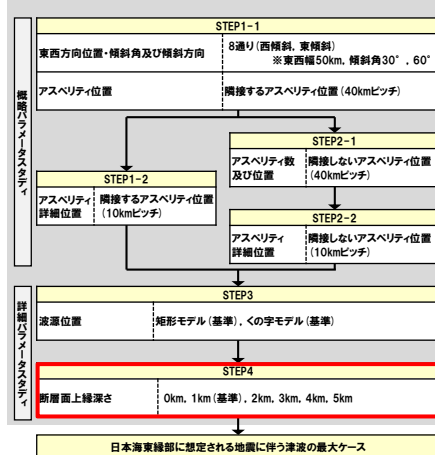 STEP1-1
東西方向位置・傾斜角及び傾斜方向
8通り(西傾斜，東傾斜)
※東西幅50km，傾斜角30°，60°
アスペリティ位置
隣接するアスペリティ位置(40kmピッチ)
概略パラメータスタディ
STEP1-2
アスペリティ詳細位置
隣接するアスペリティ位置
(10kmピッチ)
STEP2-1
アスペリティ数及び位置
隣接しないアスペリティ位置
(40kmピッチ)
STEP2-2
アスペリティ詳細位置
隣接しないアスペリティ位置
(10kmピッチ)
詳細パラメータスタディ
STEP3
波源位置
矩形モデル(基準)，くの字モデル(基準)
STEP4
断層面上縁深さ
0km，1km(基準)，2km，3km，4km，5km
日本海東縁部に想定される地震に伴う津波の最大ケース